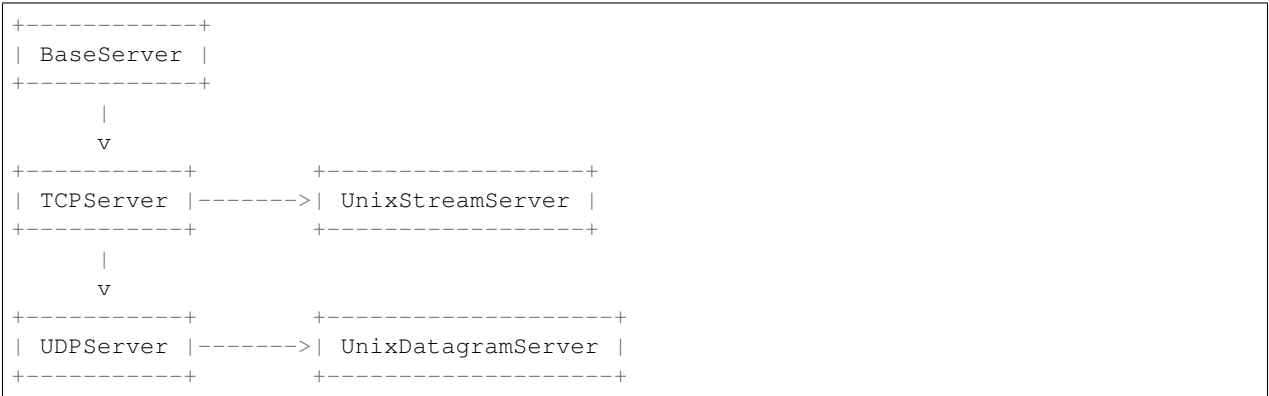 +------------+
| BaseServer |
+------------+
      |
      v
+-----------+        +------------------+
| TCPServer |------->| UnixStreamServer |
+-----------+        +------------------+
      |
      v
+-----------+        +--------------------+
| UDPServer |------->| UnixDatagramServer |
+-----------+        +--------------------+